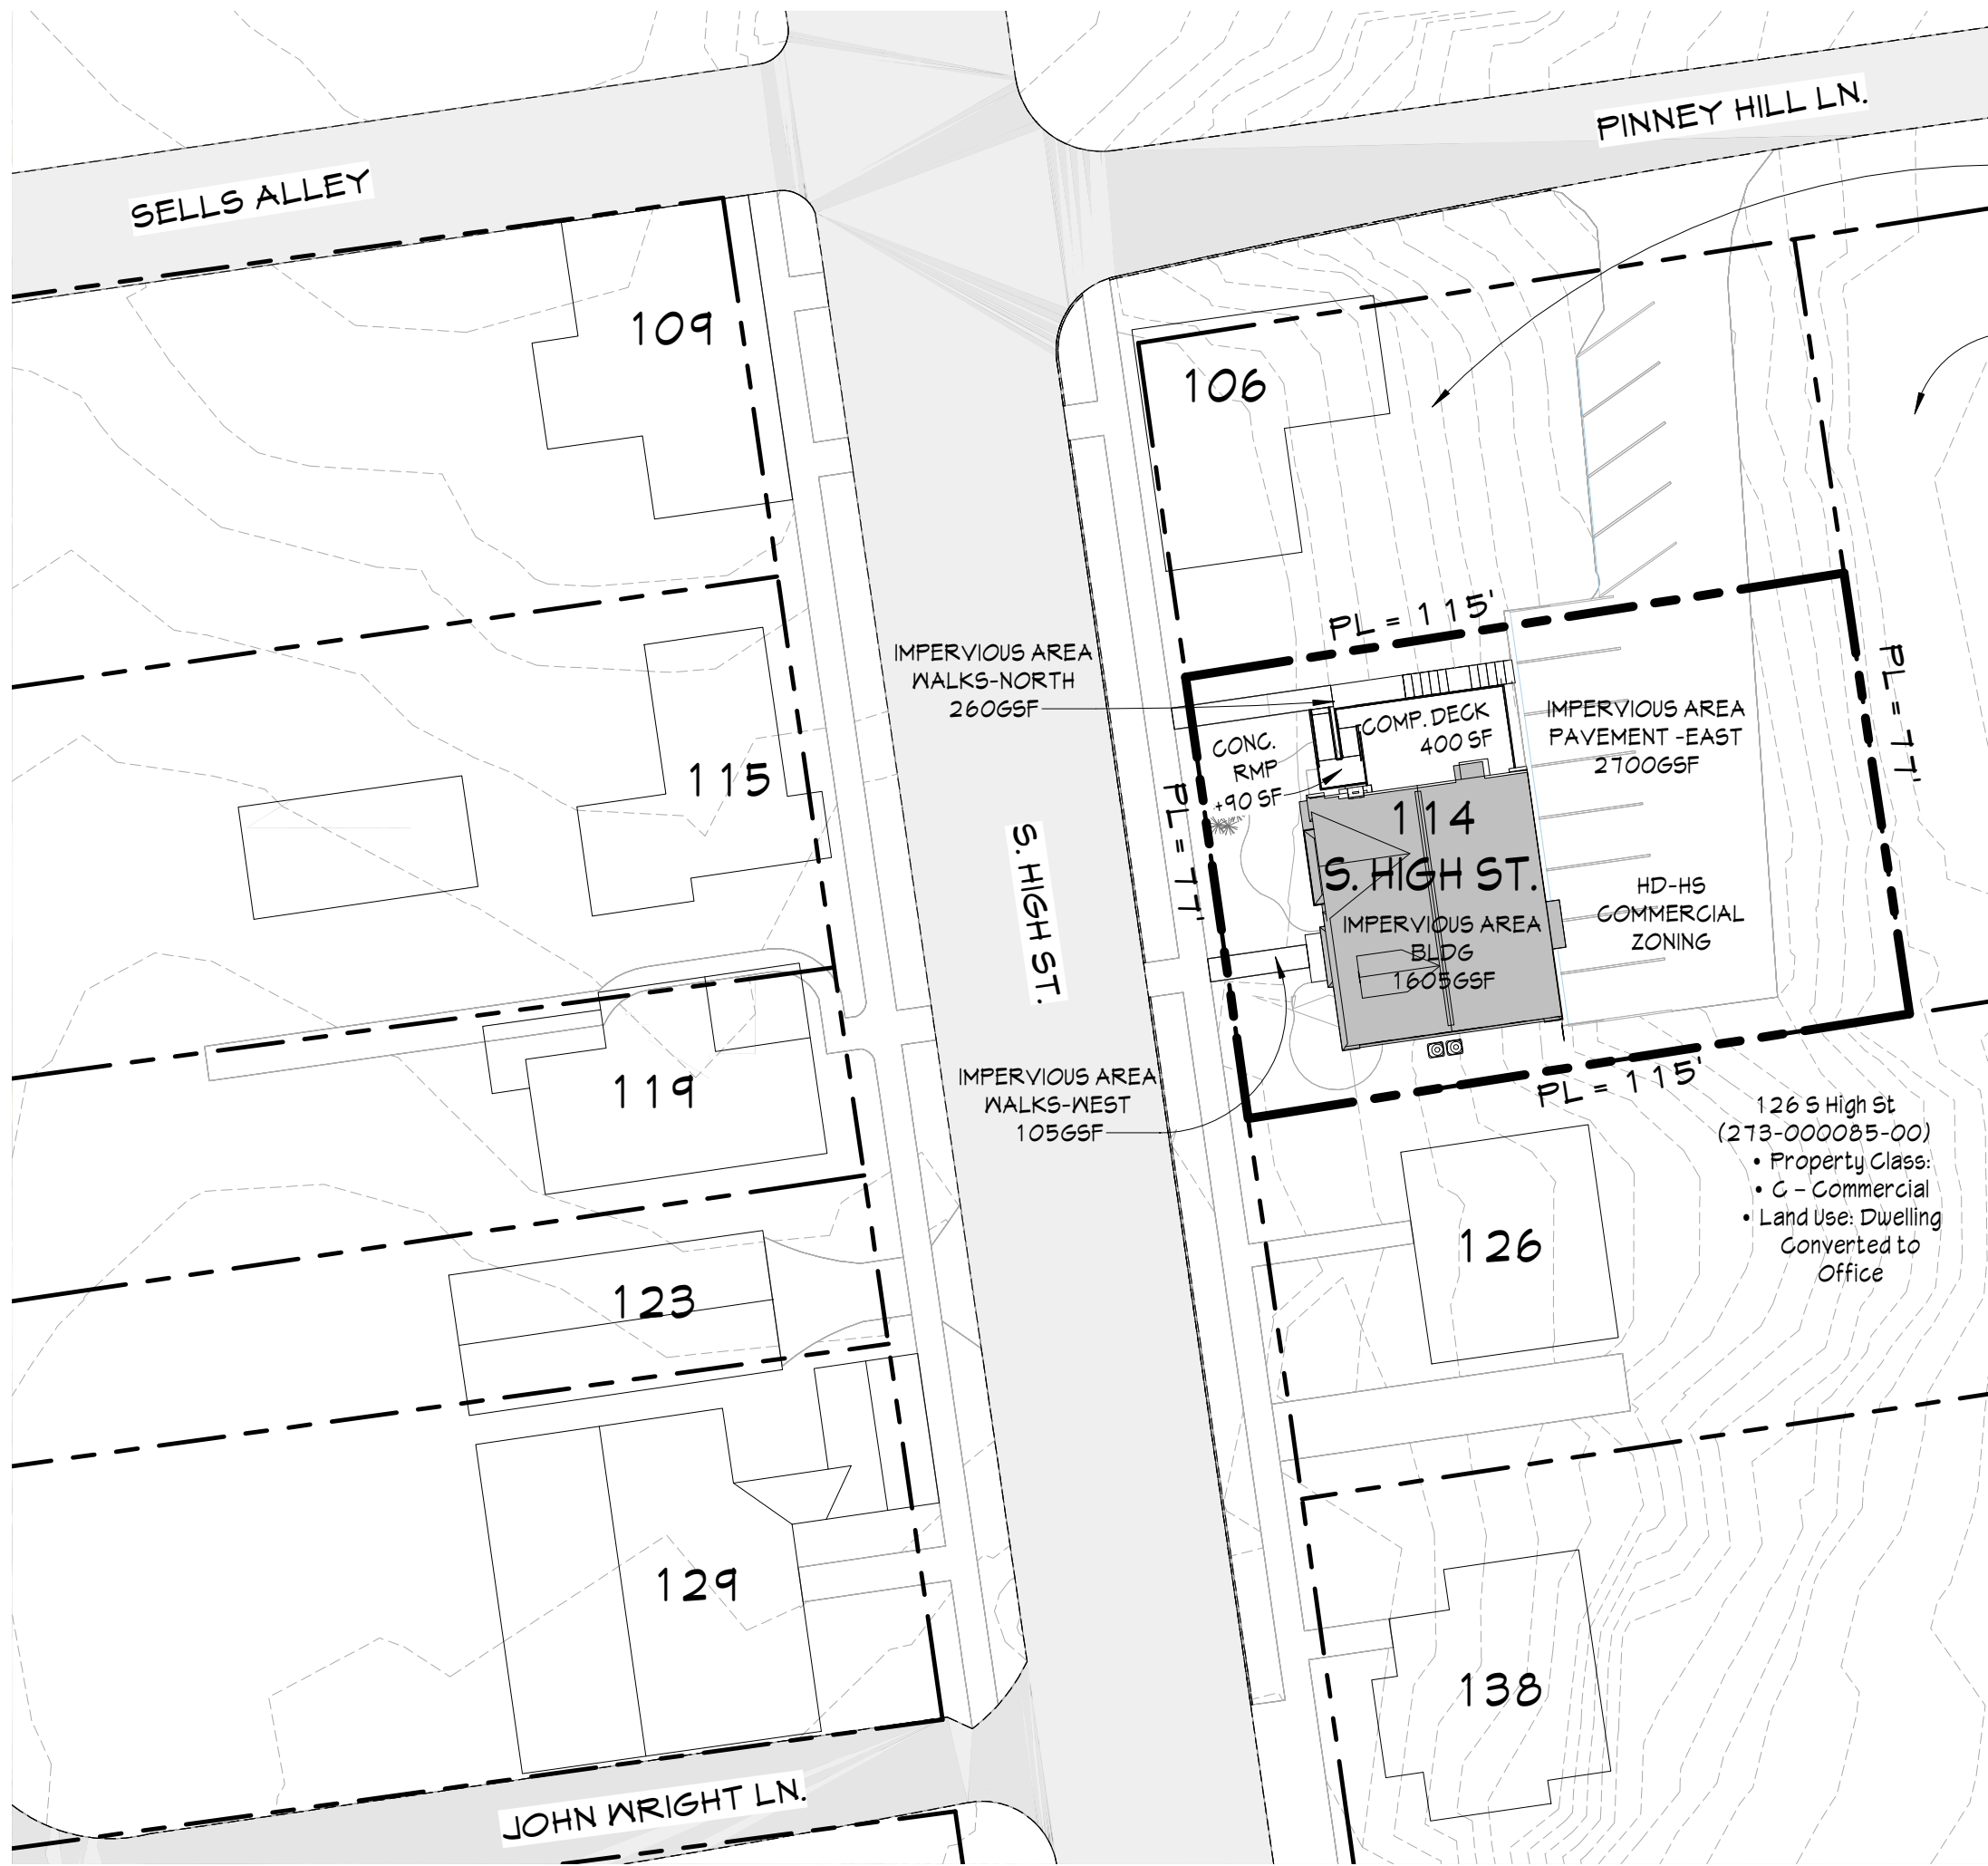 PINNEY HILL LN.
SELLS ALLEY
109
106
PL = 115'
IMPERVIOUS AREA
WALKS-NORTH
260GSF
COMP. DECK
400 SF
CONC.
RMP
+90 SF
IMPERVIOUS AREA
PAVEMENT -EAST
2700GSF
PL = 77'
PL = 77'
115
114
S. HIGH ST.
IMPERVIOUS AREA
BLDG
1605GSF
HD-HS
COMMERCIAL
ZONING
S. HIGH ST.
119
IMPERVIOUS AREA
WALKS-WEST
105GSF
PL = 115'
126 S High St
(273-000085-00)
• Property Class:
• C – Commercial
• Land Use: Dwelling
Converted to
Office
126
123
129
138
JOHN WRIGHT LN.